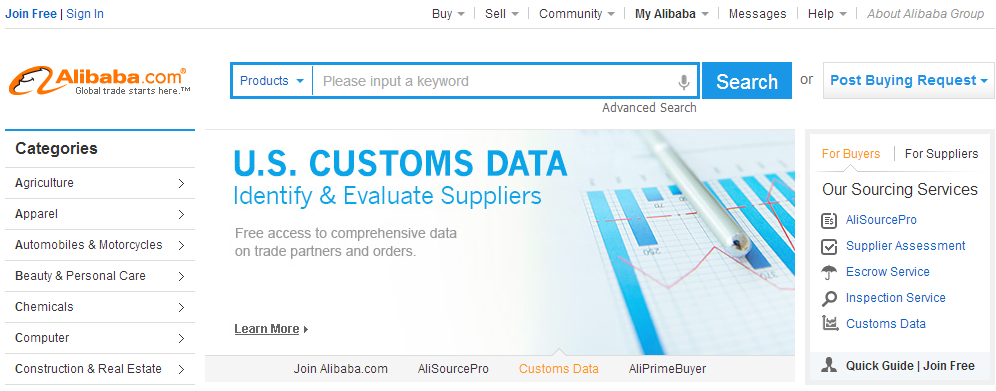 Join Free | Sign In
Buy Sell Community My Alibaba Messages Help About Alibaba Group
Alibaba.com®
Global trade starts here.™
Products Please input a keyword Search or Post Buying Request
Advanced Search
Categories
Agriculture
Apparel
Automobiles & Motorcycles
Beauty & Personal Care
Chemicals
Computer
Construction & Real Estate
U.S. CUSTOMS DATA
Identify & Evaluate Suppliers
Free access to comprehensive data
on trade partners and orders.
Learn More
Join Alibaba.com AliSourcePro Customs Data AliPrimeBuyer
For Buyers For Suppliers
Our Sourcing Services
AliSourcePro
Supplier Assessment
Escrow Service
Inspection Service
Customs Data
Quick Guide | Join Free